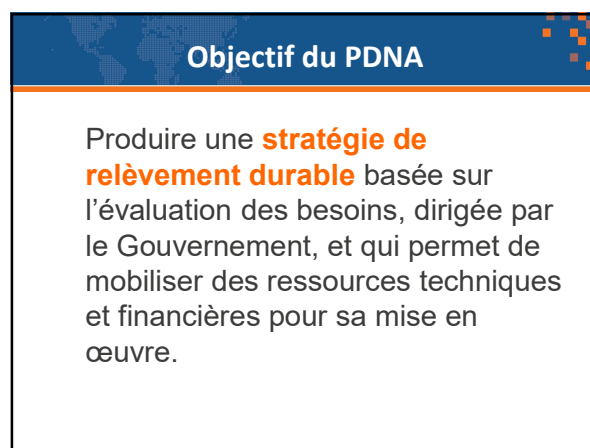 Objectif du PDNA
Produire une stratégie de
relèvement durable basée sur
l’évaluation des besoins, dirigée par
le Gouvernement, et qui permet de
mobiliser des ressources techniques
et financières pour sa mise en
œuvre.